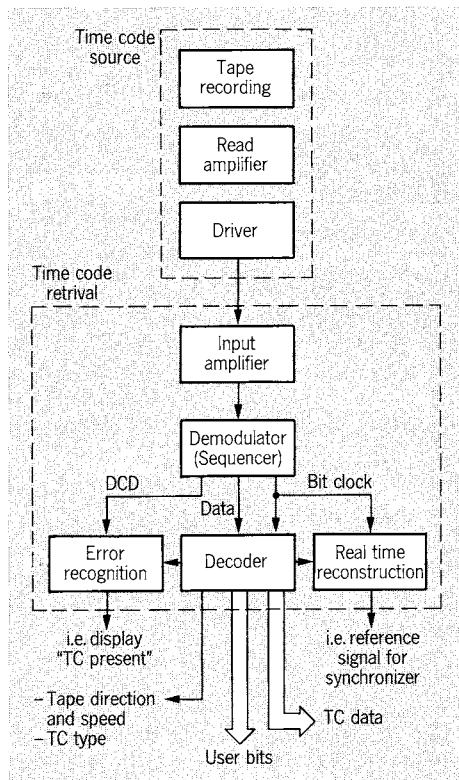 Time code
source
Tape
recording
Read
amplifier
Driver
Time code
retrival
Input
amplifier
Demodulator
(Sequencer)
DCD
Data
Bit clock
Error
recognition
Decoder
Real time
reconstruction
i.e. display
"TC present"
i.e. reference
signal for
synchronizer
– Tape direction
and speed
– TC type
TC data
User bits